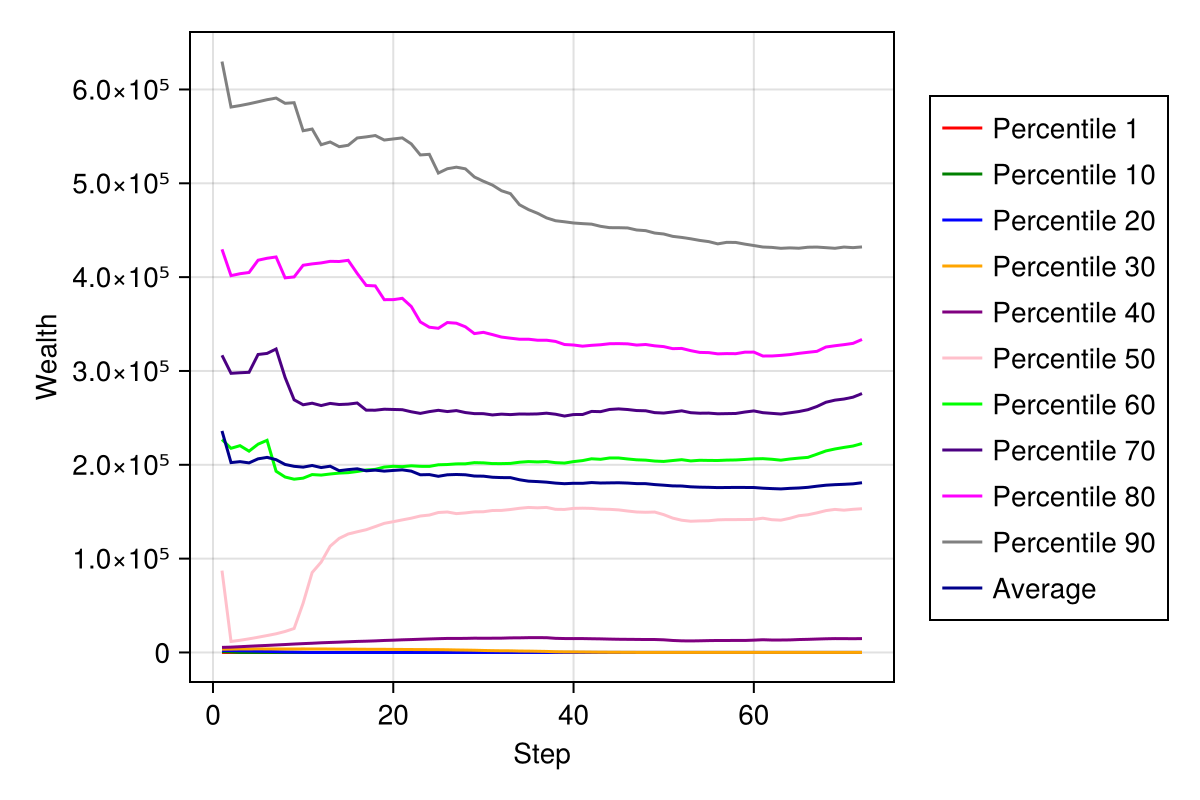 6.0×10⁵
5.0×10⁵
4.0×10⁵
3.0×10⁵
2.0×10⁵
1.0×10⁵
0
Wealth
0 20 40 60
Step
Percentile 1
Percentile 10
Percentile 20
Percentile 30
Percentile 40
Percentile 50
Percentile 60
Percentile 70
Percentile 80
Percentile 90
Average